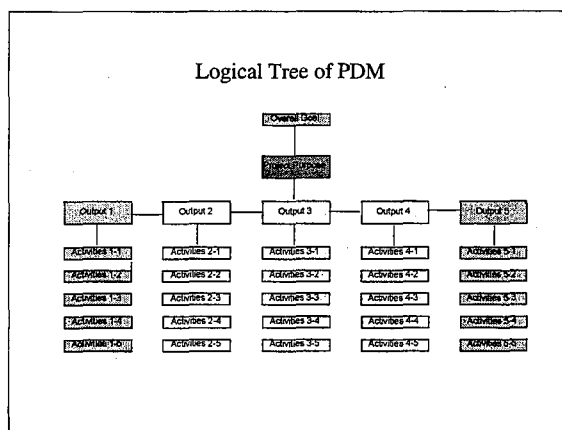 Logical Tree of PDM
Overall Goal
Project Purpose
Output 1 Output 2 Output 3 Output 4 Output 5
Activities 1-1 Activities 2-1 Activities 3-1 Activities 4-1 Activities 5-1
Activities 1-2 Activities 2-2 Activities 3-2 Activities 4-2 Activities 5-2
Activities 1-3 Activities 2-3 Activities 3-3 Activities 4-3 Activities 5-3
Activities 1-4 Activities 2-4 Activities 3-4 Activities 4-4 Activities 5-4
Activities 1-5 Activities 2-5 Activities 3-5 Activities 4-5 Activities 5-5